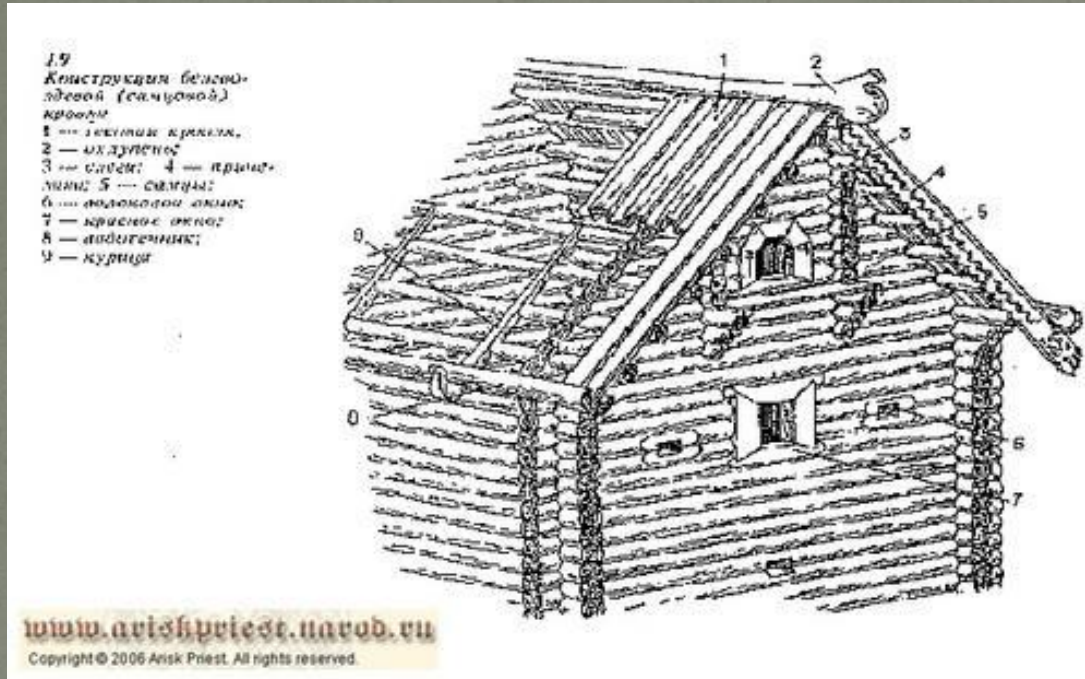 1.9
Конструкция безгво-
здевой (самцовой)
кровли
1 — тесовая кровля;
2 — охлупень;
3 — слеги; 4 — приче-
лины; 5 — самцы;
6 — волоковое окно;
7 — красное окно;
8 — водотечник;
9 — курица
1
2
3
4
5
9
8
6
7
www.ariskpriest.narod.ru
Copyright © 2006 Arisk Priest. All rights reserved.